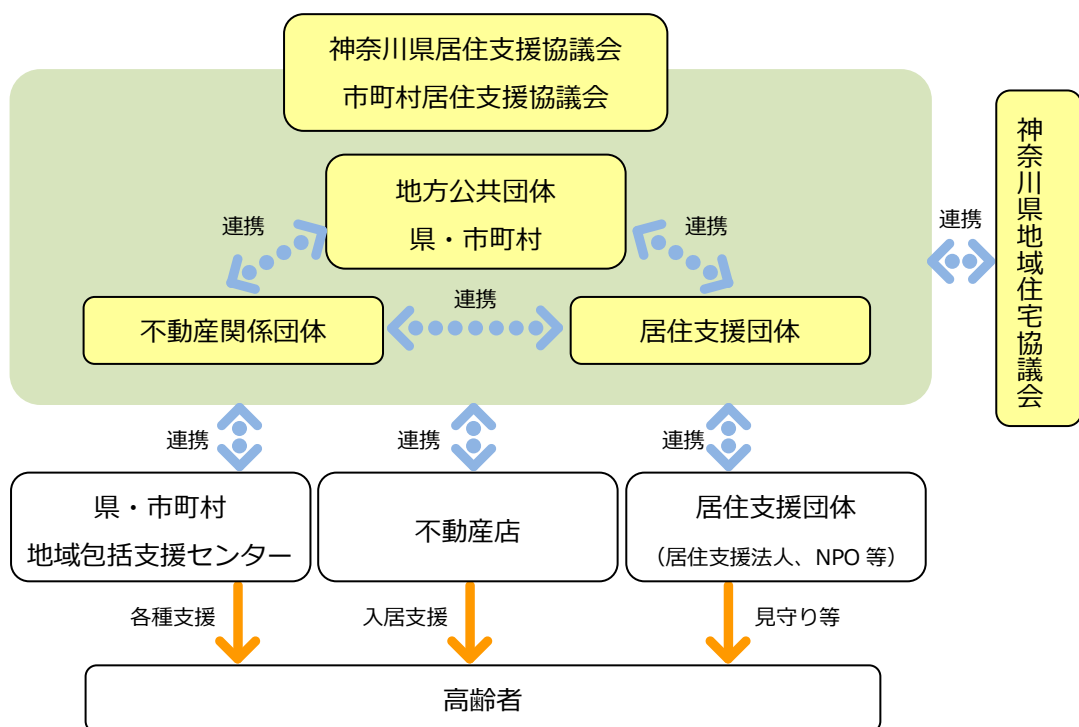 神奈川県居住支援協議会
市町村居住支援協議会
地方公共団体
県・市町村
連携
連携
連携
不動産関係団体
居住支援団体
連携
神奈川県地域住宅協議会
連携
連携
連携
県・市町村
地域包括支援センター
不動産店
居住支援団体
（居住支援法人、NPO 等）
各種支援
入居支援
見守り等
高齢者